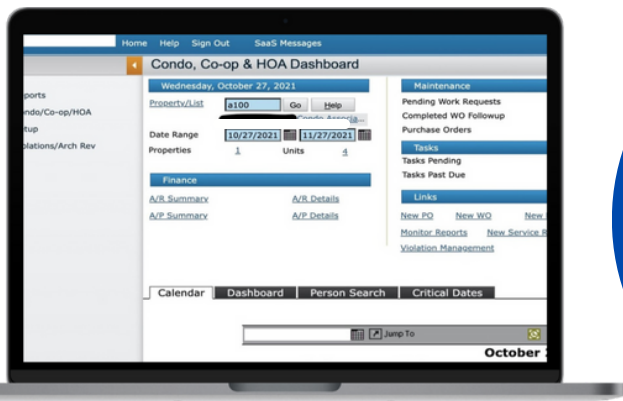 Home Help Sign Out SaaS Messages
Condo, Co-op & HOA Dashboard
Wednesday, October 27, 2021
Property/List a100 Go Help
Date Range 10/27/2021 11/27/2021
Properties 1 Units 4
Finance
A/R Summary A/R Details
A/P Summary A/P Details
Maintenance
Pending Work Requests
Completed WO Followup
Purchase Orders
Tasks
Tasks Pending
Tasks Past Due
Links
New PO New WO New
Monitor Reports New Service R
Violation Management
Calendar Dashboard Person Search Critical Dates
Jump To
October
ports
ndo/Co-op/HOA
tup
olations/Arch Rev